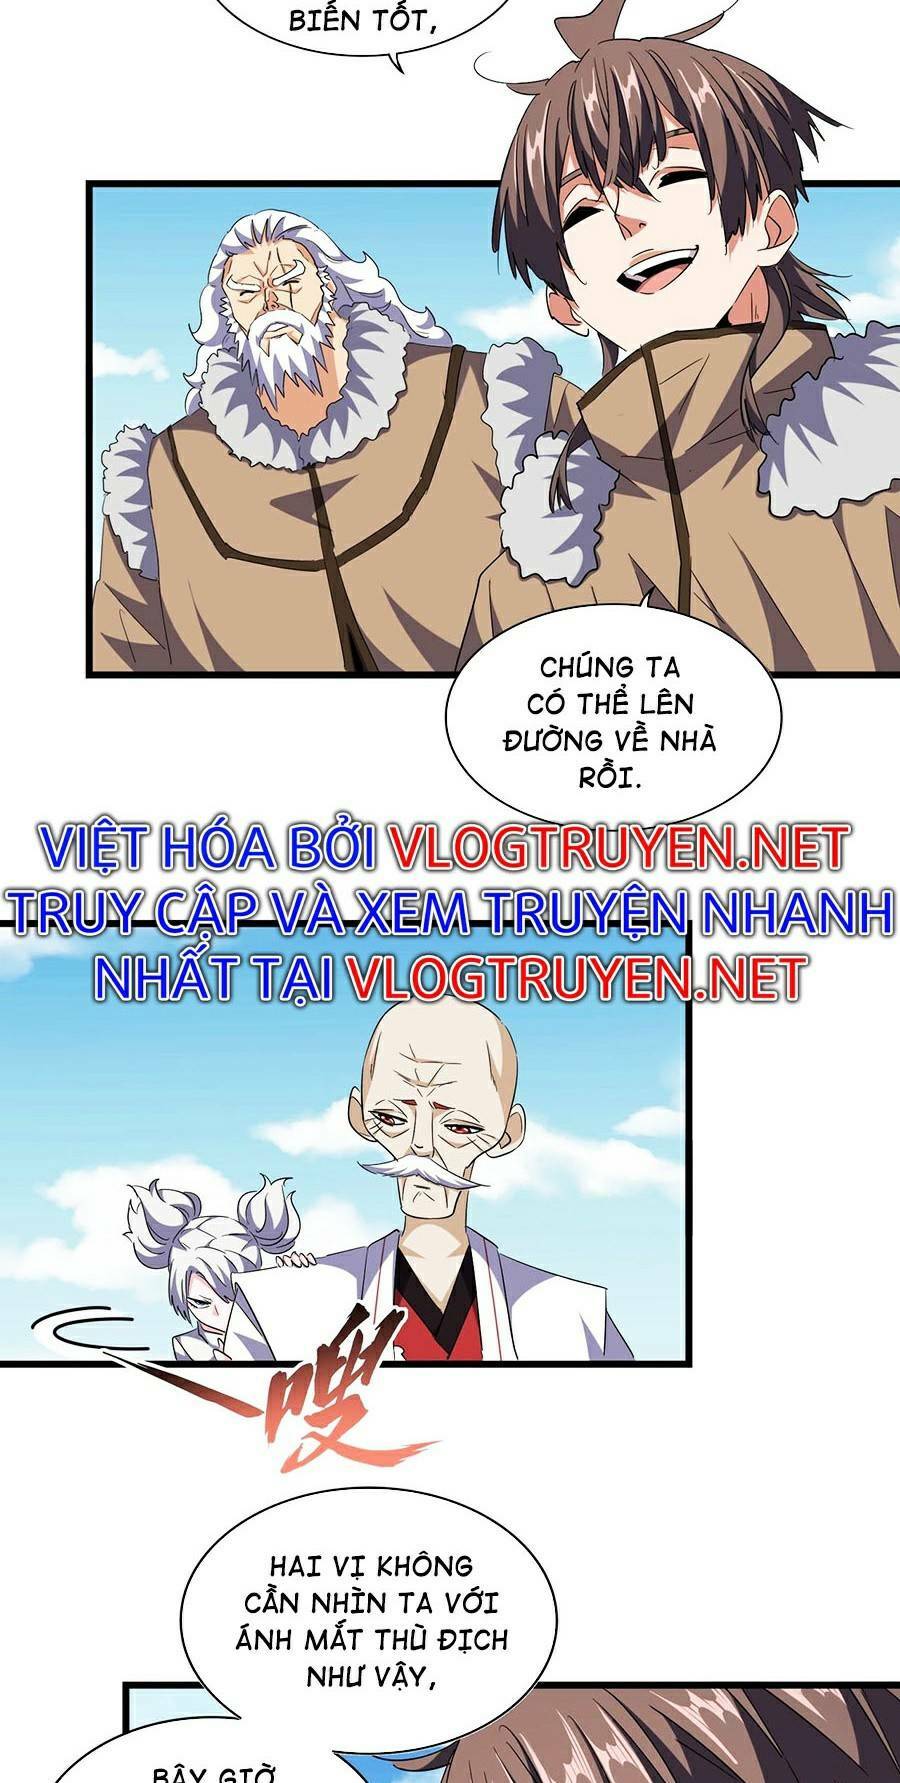 BIẾN TỐT,
CHÚNG TA
CÓ THỂ LÊN
ĐƯỜNG VỀ NHÀ
RỒI.
VIỆT HÓA BỞI VLOGTRUYEN.NET
TRUY CẬP VÀ XEM TRUYỆN NHANH
NHẤT TẠI VLOGTRUYEN.NET
嗖
HAI VỊ KHÔNG
CẦN NHÌN TA VỚI
ÁNH MẮT THÙ ĐỊCH
NHƯ VẬY,
BÂY GIỜ